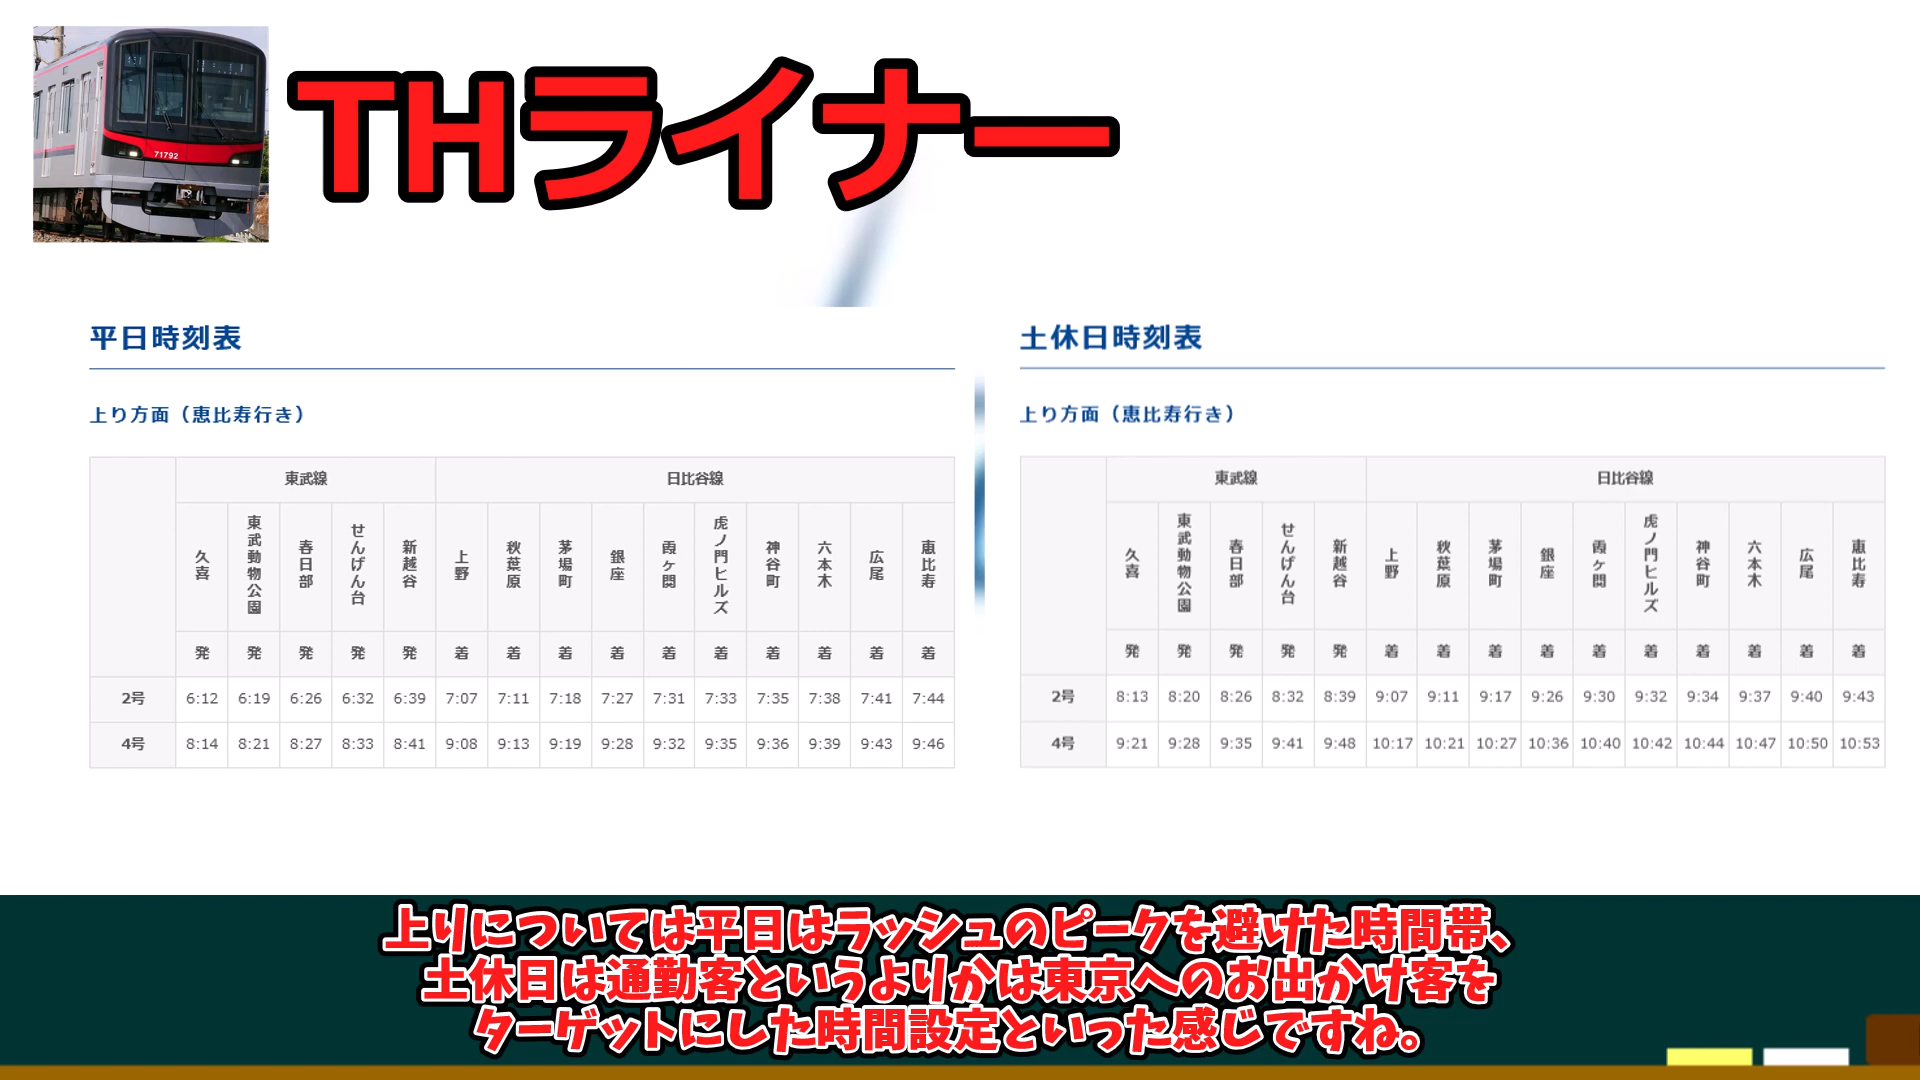 71792
THライナー
平日時刻表
上り方面（恵比寿行き）
東武線 日比谷線
久喜 東武動物公園 春日部 せんげん台 新越谷 上野 秋葉原 茅場町 銀座 霞ケ関 虎ノ門ヒルズ 神谷町 六本木 広尾 恵比寿
発 発 発 発 発 着 着 着 着 着 着 着 着 着 着
2号 6:12 6:19 6:26 6:32 6:39 7:07 7:11 7:18 7:27 7:31 7:33 7:35 7:38 7:41 7:44
4号 8:14 8:21 8:27 8:33 8:41 9:08 9:13 9:19 9:28 9:32 9:35 9:36 9:39 9:43 9:46
土休日時刻表
上り方面（恵比寿行き）
東武線 日比谷線
久喜 東武動物公園 春日部 せんげん台 新越谷 上野 秋葉原 茅場町 銀座 霞ケ関 虎ノ門ヒルズ 神谷町 六本木 広尾 恵比寿
発 発 発 発 発 着 着 着 着 着 着 着 着 着 着
2号 8:13 8:20 8:26 8:32 8:39 9:07 9:11 9:17 9:26 9:30 9:32 9:34 9:37 9:40 9:43
4号 9:21 9:28 9:35 9:41 9:48 10:17 10:21 10:27 10:36 10:40 10:42 10:44 10:47 10:50 10:53
上りについては平日はラッシュのピークを避けた時間帯、
土休日は通勤客というよりかは東京へのお出かけ客を
ターゲットにした時間設定といった感じですね。